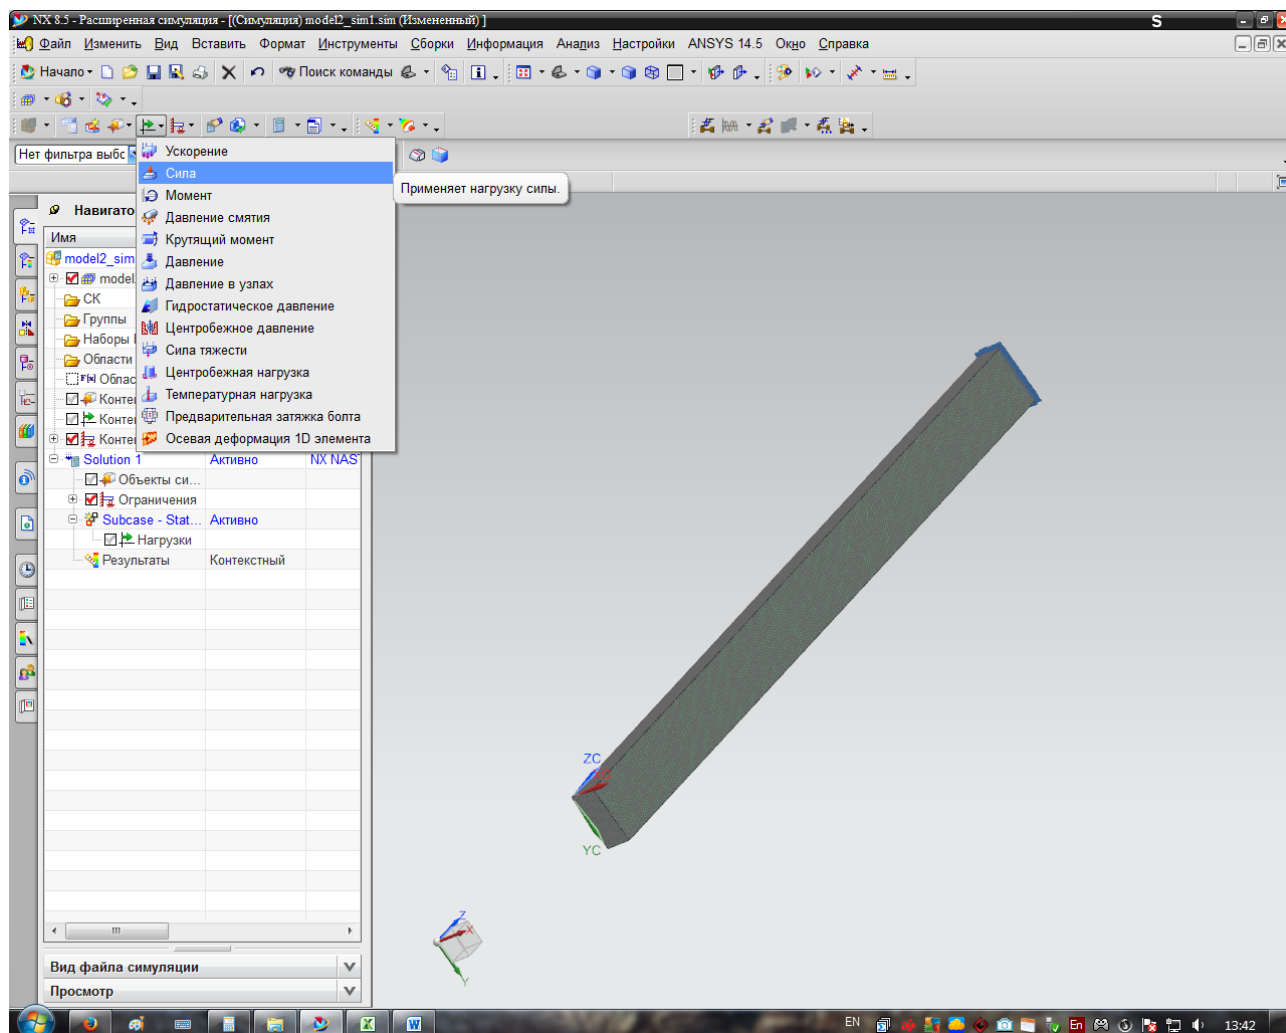 NX 8.5 - Расширенная симуляция - [(Симуляция) model2_sim1.sim (Измененный) ]
S
Файл Изменить Вид Вставить Формат Инструменты Сборки Информация Анализ Настройки ANSYS 14.5 Окно Справка
Начало Поиск команды
Нет фильтра выбс
Ускорение
Сила
Применяет нагрузку силы.
Момент
Давление смятия
Крутящий момент
Давление
Давление в узлах
Гидростатическое давление
Центробежное давление
Сила тяжести
Центробежная нагрузка
Температурная нагрузка
Предварительная затяжка болта
Осевая деформация 1D элемента
Навигато
Имя
model2_sim
model
СК
Группы
Наборы
Области
Облас
Контеі
Контеі
Контеі
Solution 1 Активно NX NAS
Объекты си...
Ограничения
Subcase - Stat... Активно
Нагрузки
Результаты Контекстный
ZC
YC
Z
X
Y
Вид файла симуляции
Просмотр
EN En 13:42